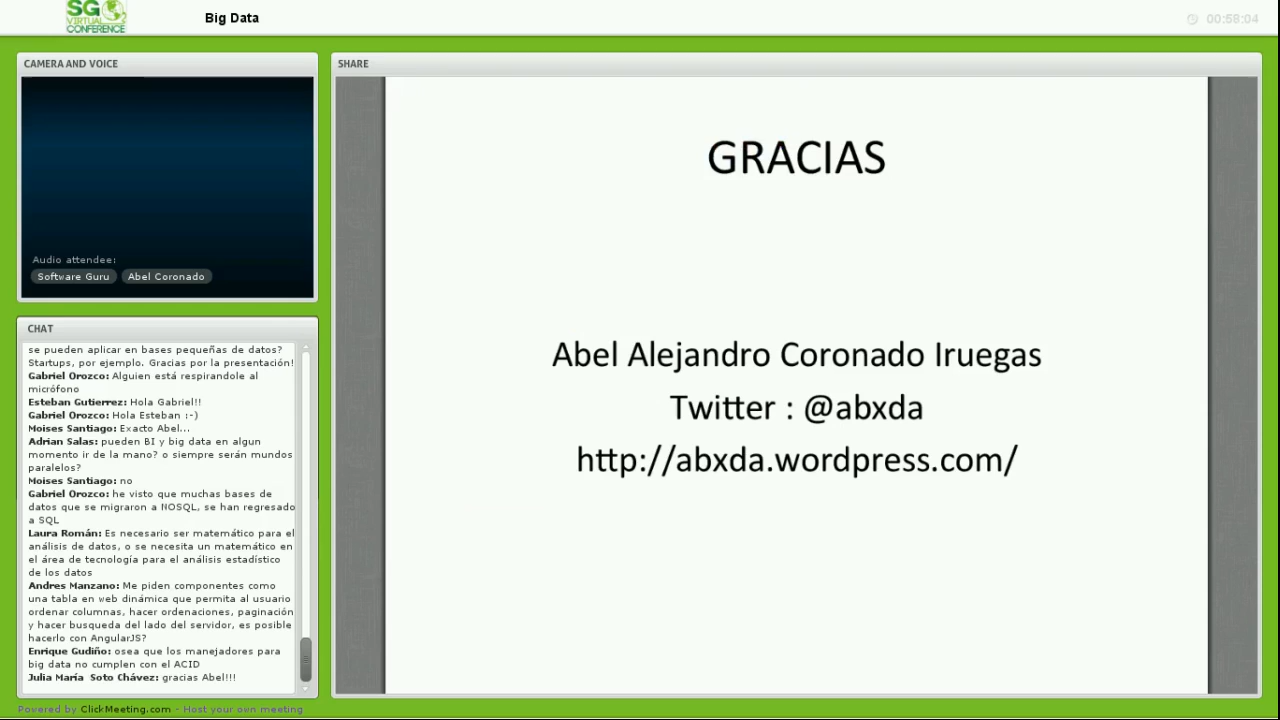 SG
VIRTUAL
CONFERENCE
Big Data
00:58:04
CAMERA AND VOICE
Audio attendee:
Software Guru
Abel Coronado
CHAT
se pueden aplicar en bases pequeñas de datos?
Startups, por ejemplo. Gracias por la presentación!
Gabriel Orozco: Alguien está respirandole al
micrófono
Esteban Gutierrez: Hola Gabriel!!
Gabriel Orozco: Hola Esteban :-)
Moises Santiago: Exacto Abel...
Adrian Salas: pueden BI y big data en algun
momento ir de la mano? o siempre serán mundos
paralelos?
Moises Santiago: no
Gabriel Orozco: he visto que muchas bases de
datos que se migraron a NOSQL, se han regresado
a SQL
Laura Román: Es necesario ser matemático para el
análisis de datos, o se necesita un matemático en
el área de tecnología para el análisis estadístico
de los datos
Andres Manzano: Me piden componentes como
una tabla en web dinámica que permita al usuario
ordenar columnas, hacer ordenaciones, paginación
y hacer busqueda del lado del servidor, es posible
hacerlo con AngularJS?
Enrique Gudiño: osea que los manejadores para
big data no cumplen con el ACID
Julia María Soto Chávez: gracias Abel!!!
SHARE
GRACIAS
Abel Alejandro Coronado Iruegas
Twitter : @abxda
http://abxda.wordpress.com/
Powered by ClickMeeting.com - Host your own meeting